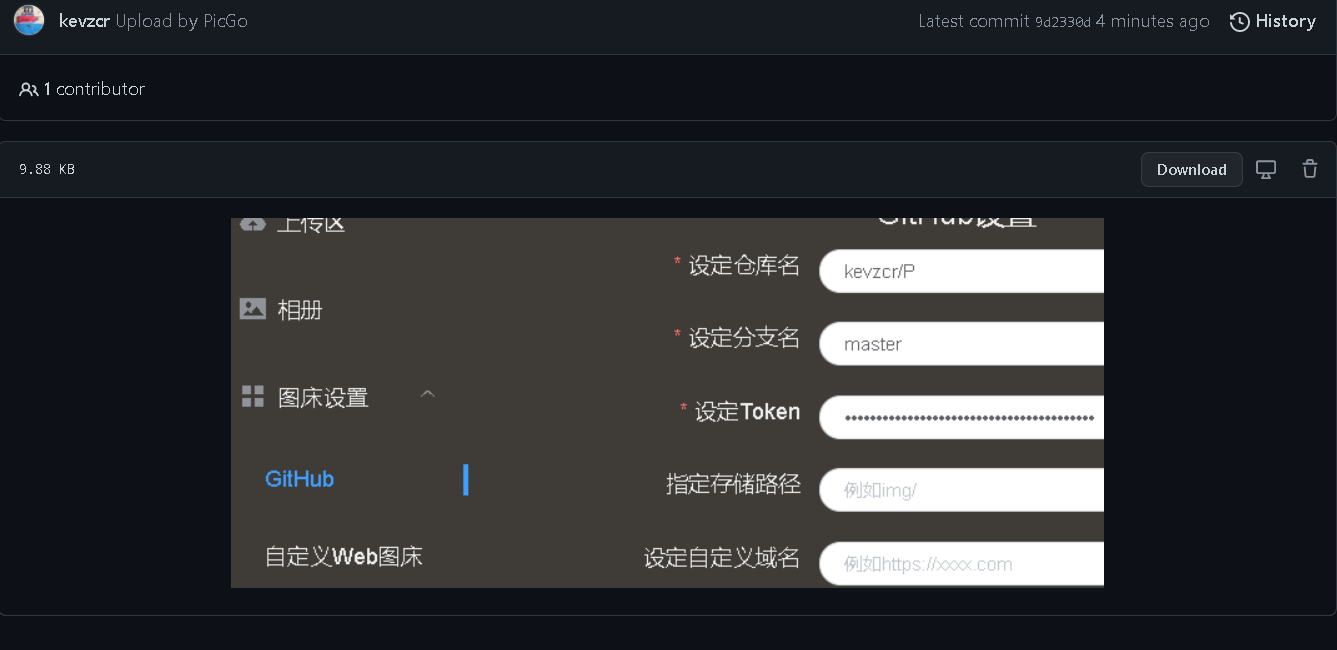 kevzcr Upload by PicGo
Latest commit 9d2330d 4 minutes ago
History
1 contributor
9.88 KB
Download
上传区
相册
图床设置
GitHub
自定义Web图床
GitHub设置
* 设定仓库名
kevzcr/P
* 设定分支名
master
* 设定Token
••••••••••••••••••••••••••••••••••••••••
指定存储路径
例如img/
设定自定义域名
例如https://xxxx.com